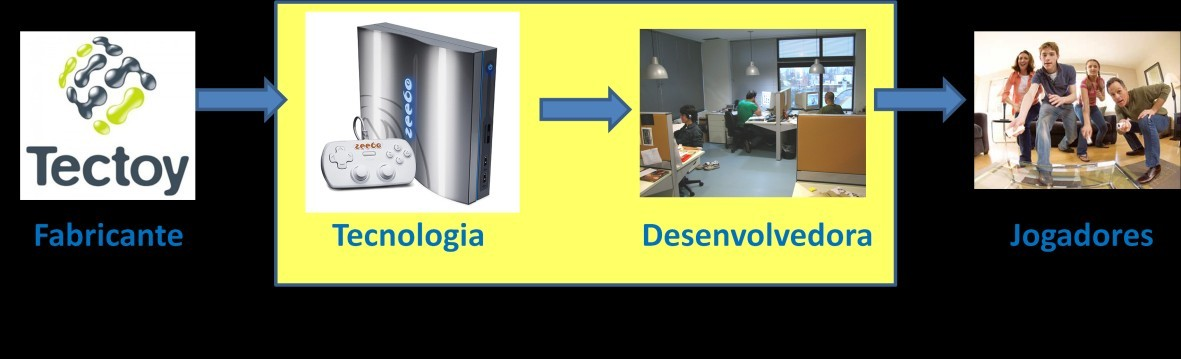 Tectoy
zeebo
zeebo
Fabricante
Tecnologia
Desenvolvedora
Jogadores